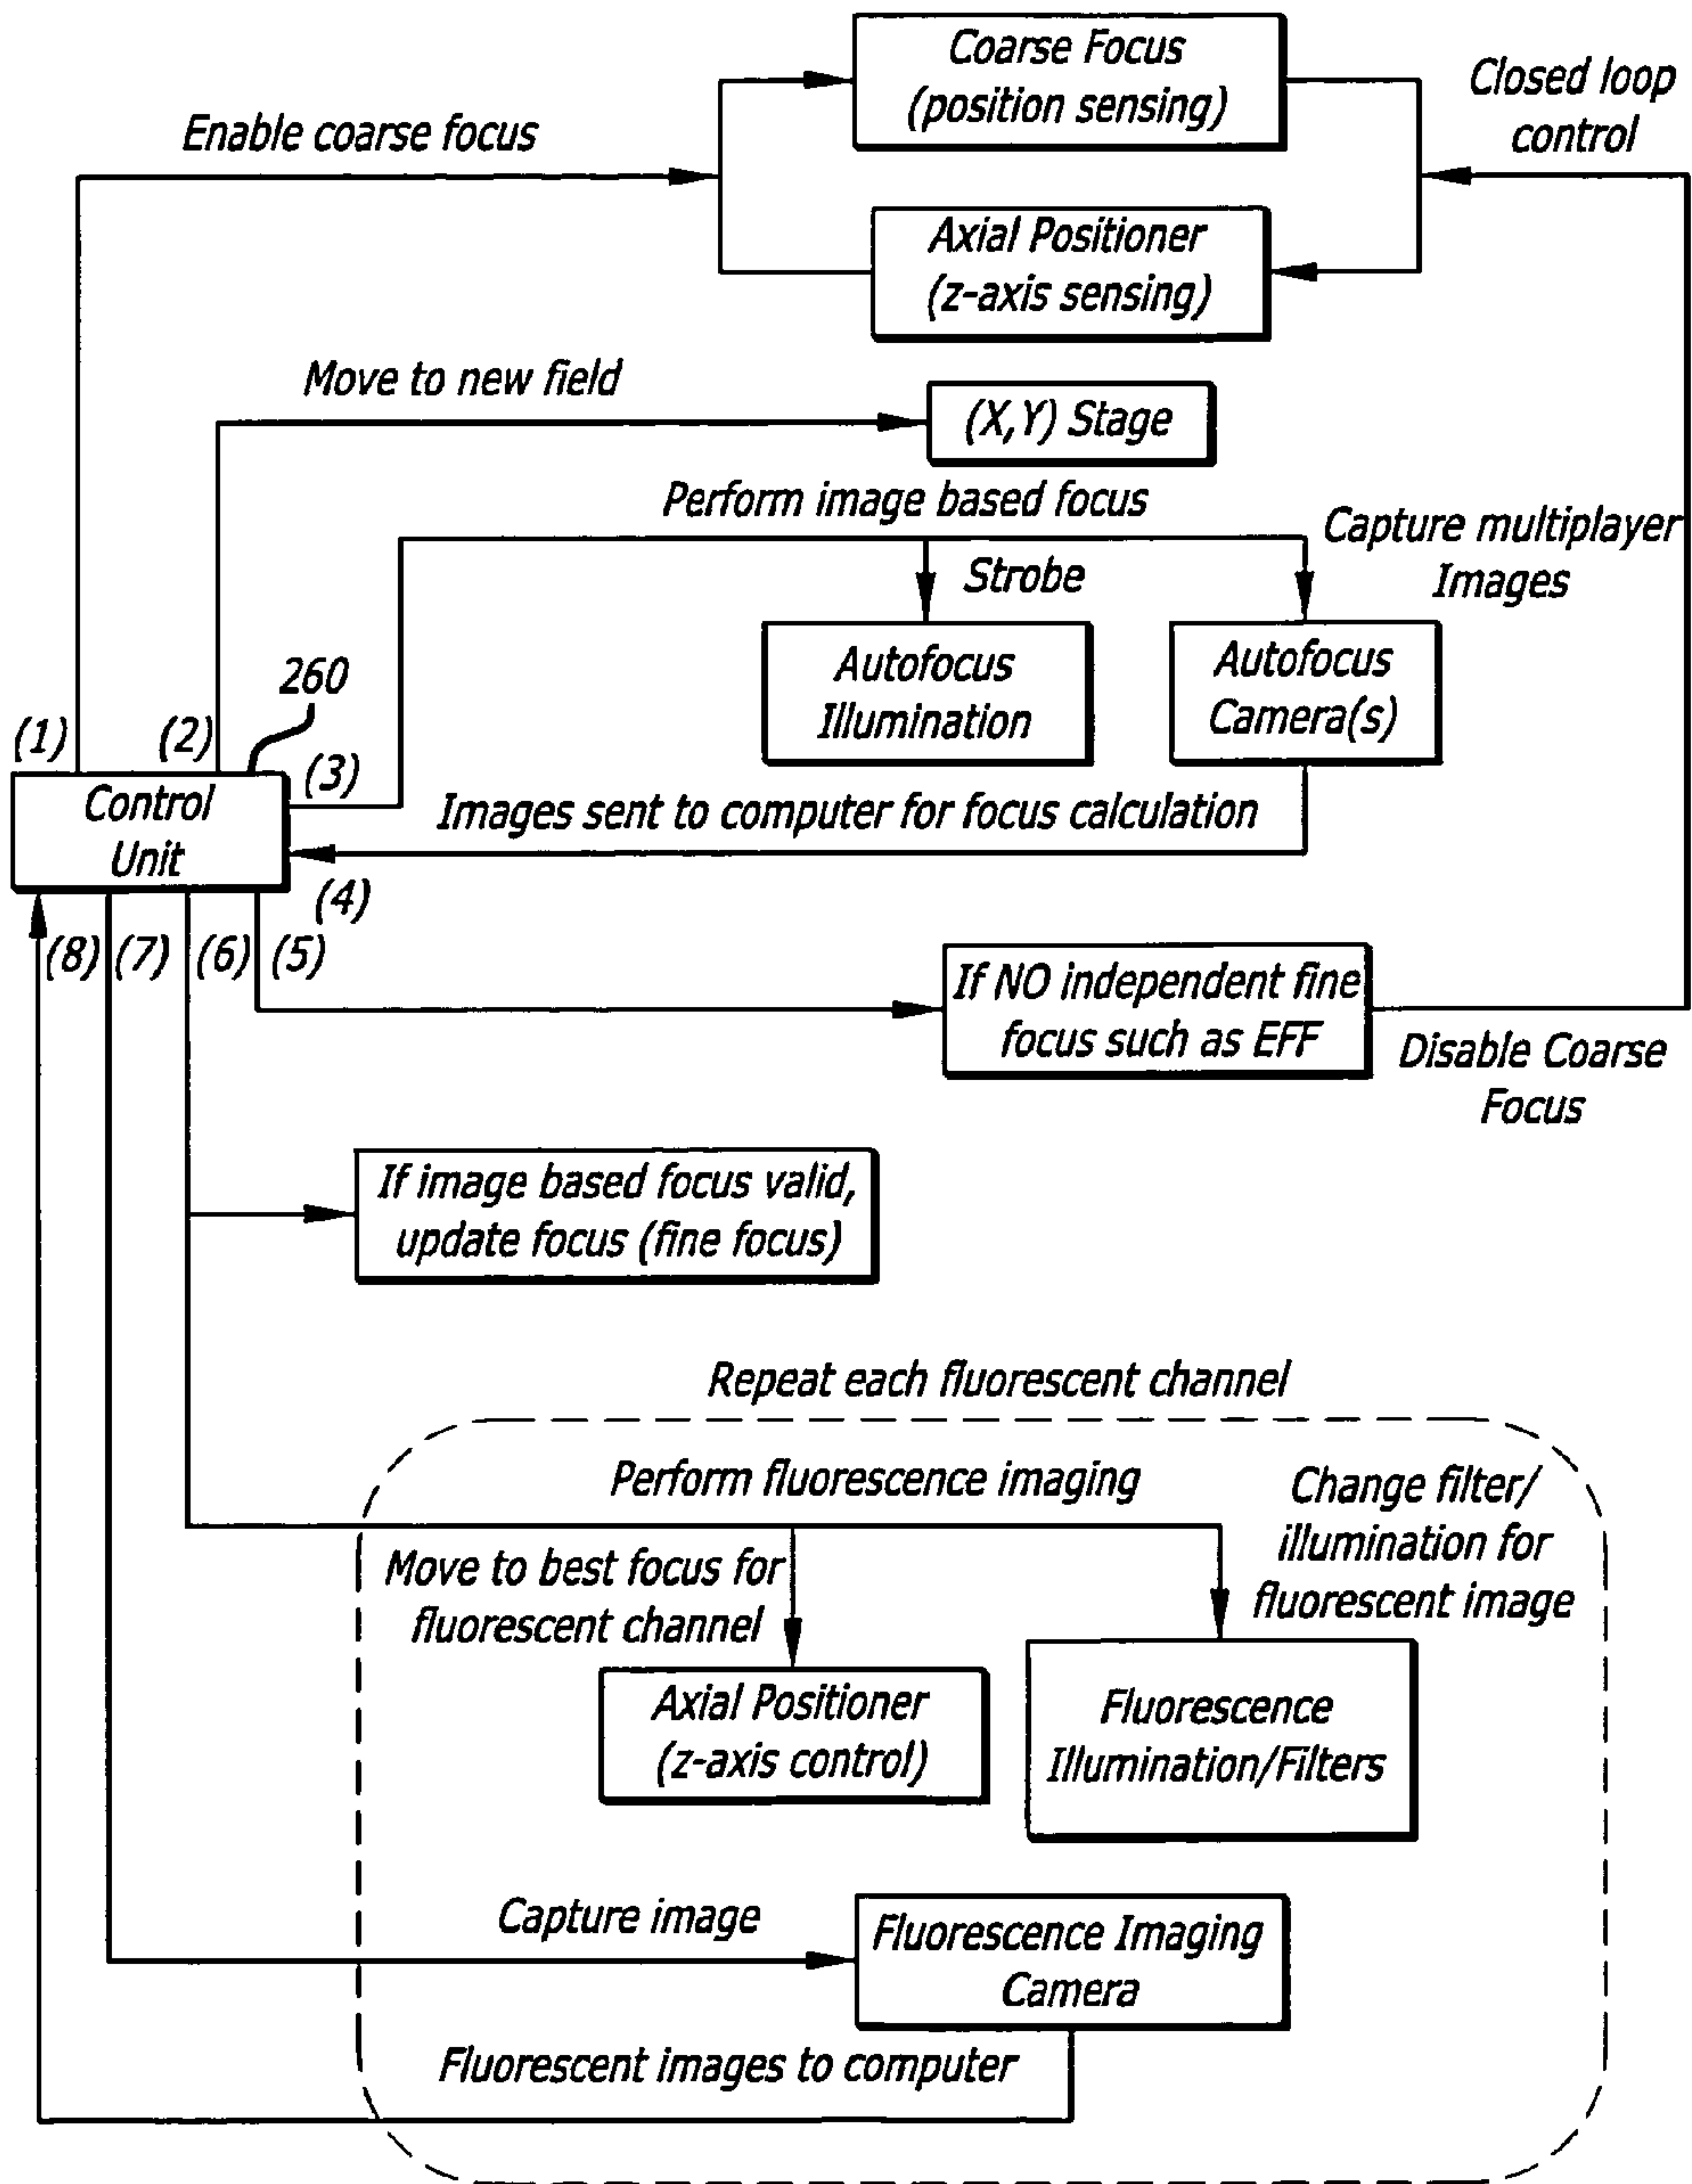 Coarse Focus
(position sensing)
Closed loop
control
Enable coarse focus
Axial Positioner
(z-axis sensing)
Move to new field
(X,Y) Stage
Perform image based focus
Capture multiplayer
Images
Strobe
Autofocus
Illumination
Autofocus
Camera(s)
260
(1)
(2)
(3)
Control
Unit
Images sent to computer for focus calculation
(4)
(8)
(7)
(6)
(5)
If NO independent fine
focus such as EFF
Disable Coarse
Focus
If image based focus valid,
update focus (fine focus)
Repeat each fluorescent channel
Perform fluorescence imaging
Change filter/
illumination for
fluorescent image
Move to best focus for
fluorescent channel
Axial Positioner
(z-axis control)
Fluorescence
Illumination/Filters
Capture image
Fluorescence Imaging
Camera
Fluorescent images to computer